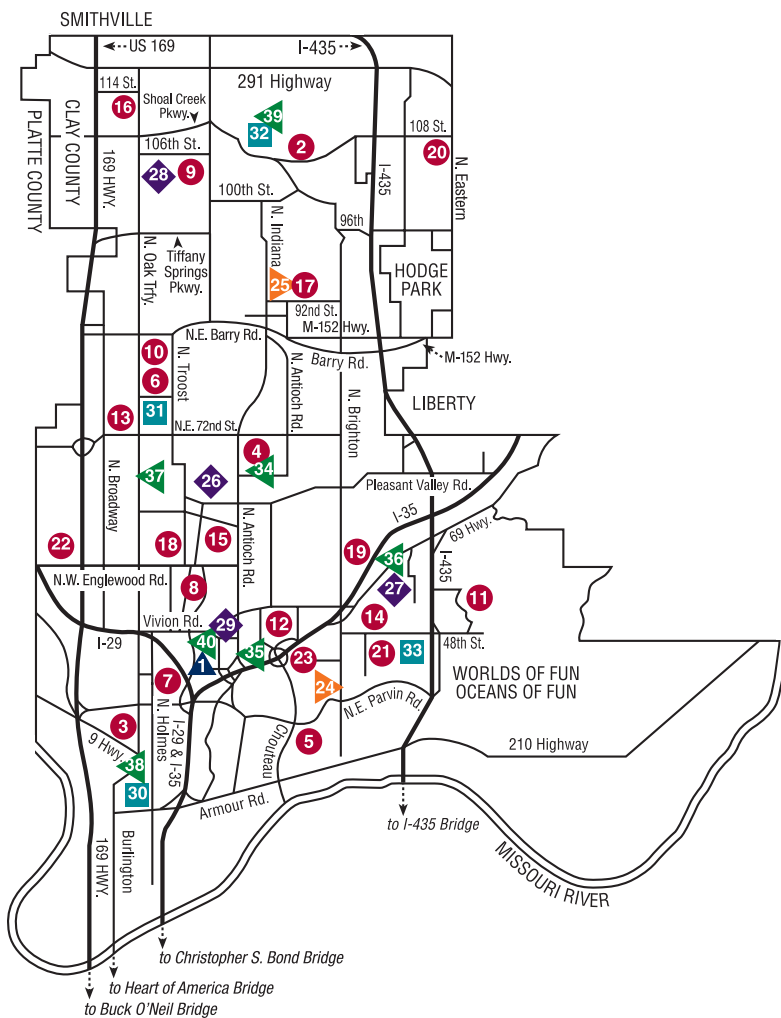 SMITHVILLE
US 169
I-435
114 St.
291 Highway
Shoal Creek
Pkwy.
16
39
32
CLAY COUNTY
PLATTE COUNTY
108 St.
106th St.
2
20
169 HWY.
28
9
100th St.
I-435
N. Eastern
N. Indiana
96th
N. Oak Trfy.
Tiffany
Springs
Pkwy.
HODGE
PARK
25
17
92nd St.
M-152 Hwy.
N.E. Barry Rd.
Barry Rd.
M-152 Hwy.
10
6
N. Troost
N. Antioch Rd.
N. Brighton
LIBERTY
13
31
N.E. 72nd St.
4
34
37
26
N. Broadway
Pleasant Valley Rd.
I-35
69 Hwy.
N. Antioch Rd.
22
18
15
19
36
I-435
N.W. Englewood Rd.
8
27
11
Vivion Rd.
29
12
14
I-29
40
35
48th St.
1
23
21
33
7
24
WORLDS OF FUN
OCEANS OF FUN
N. Holmes
I-29 & I-35
N.E. Parvin Rd.
3
9 Hwy.
Chouteau
5
210 Highway
38
30
Armour Rd.
to I-435 Bridge
Burlington
169 HWY.
MISSOURI RIVER
to Christopher S. Bond Bridge
to Heart of America Bridge
to Buck O'Neil Bridge